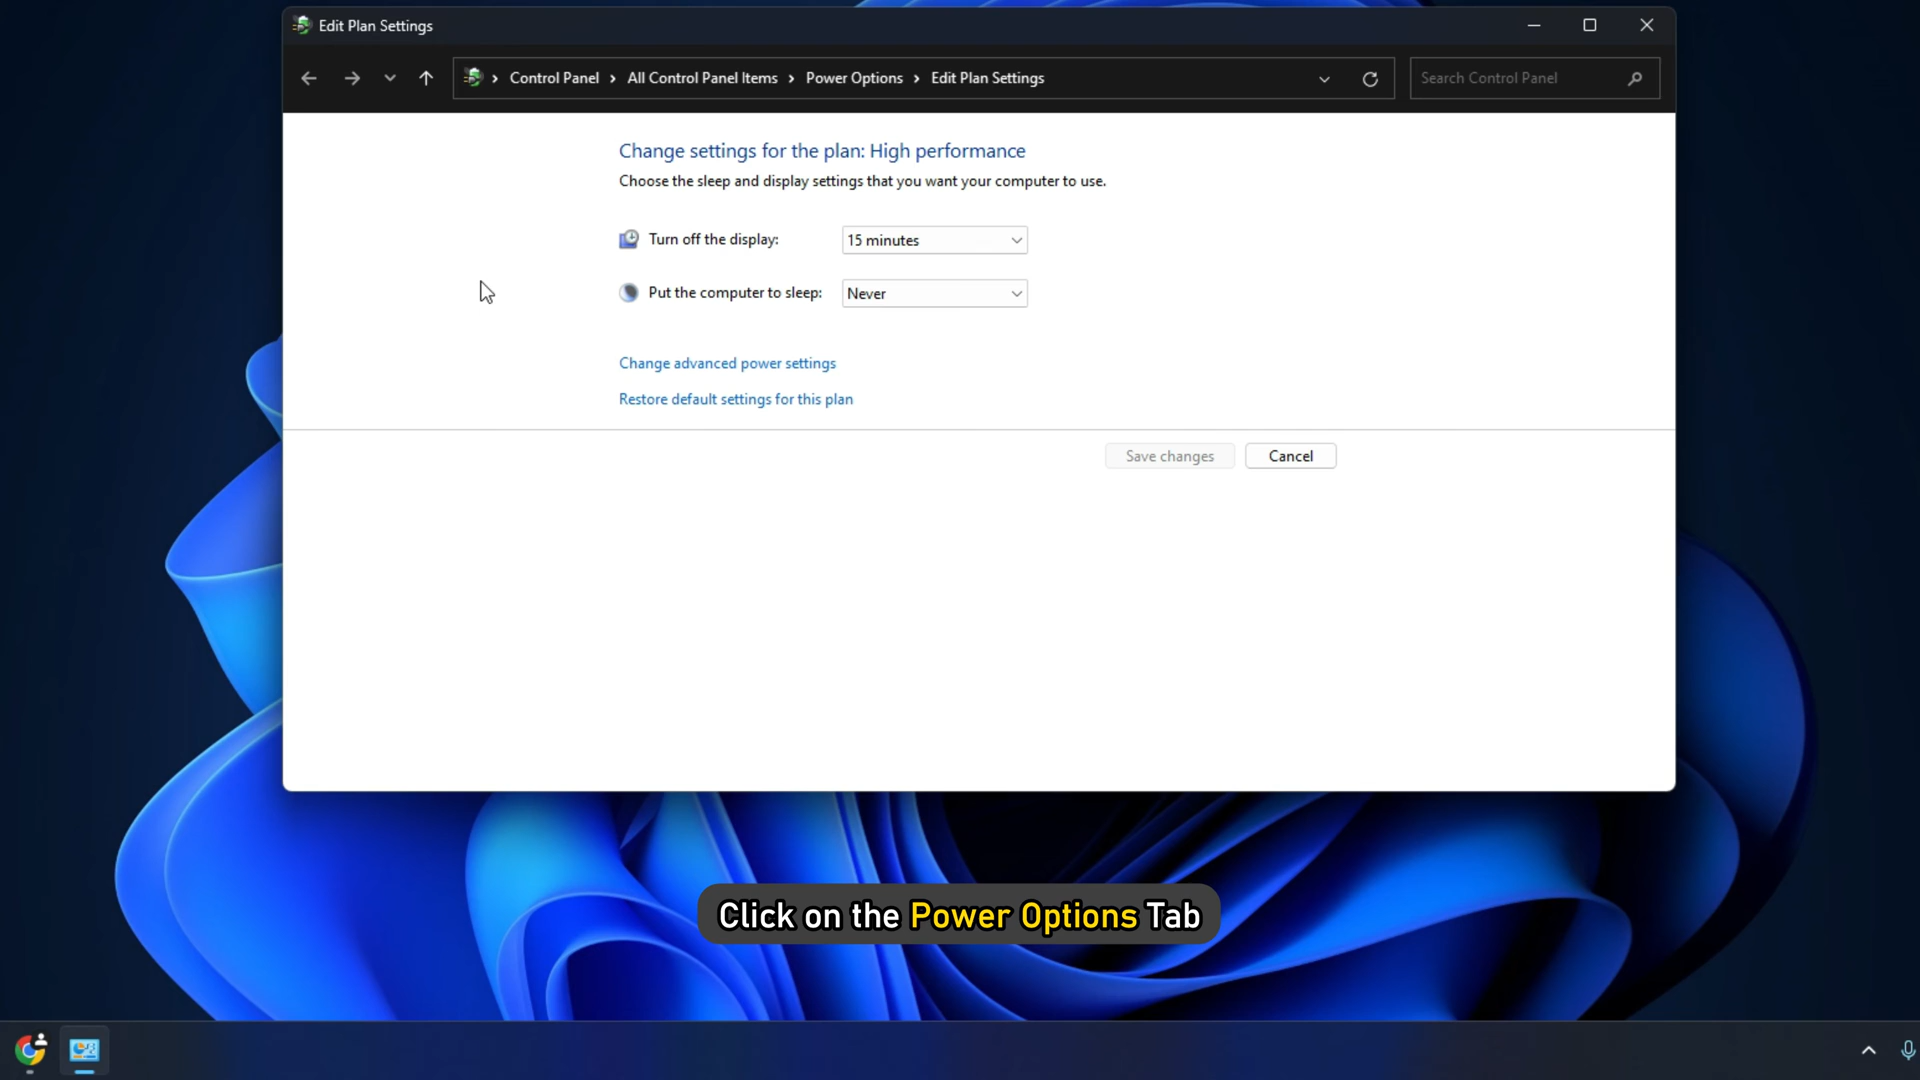 Edit Plan Settings
Control Panel > All Control Panel Items > Power Options > Edit Plan Settings
Search Control Panel
Change settings for the plan: High performance
Choose the sleep and display settings that you want your computer to use.
Turn off the display: 15 minutes
Put the computer to sleep: Never
Change advanced power settings
Restore default settings for this plan
Save changes Cancel
Click on the Power Options Tab